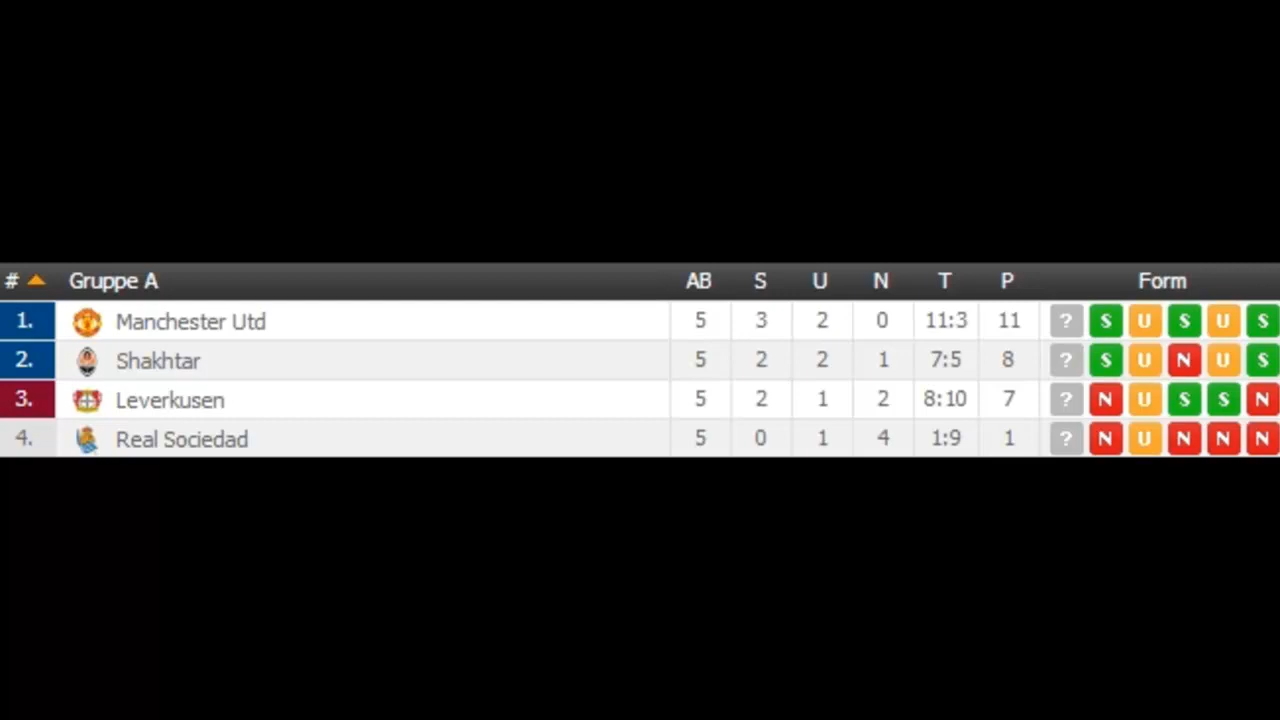 # Gruppe A AB S U N T P Form
1. Manchester Utd 5 3 2 0 11:3 11 ? S U S U S
2. Shakhtar 5 2 2 1 7:5 8 ? S U N U S
3. Leverkusen 5 2 1 2 8:10 7 ? N U S S N
4. Real Sociedad 5 0 1 4 1:9 1 ? N U N N N